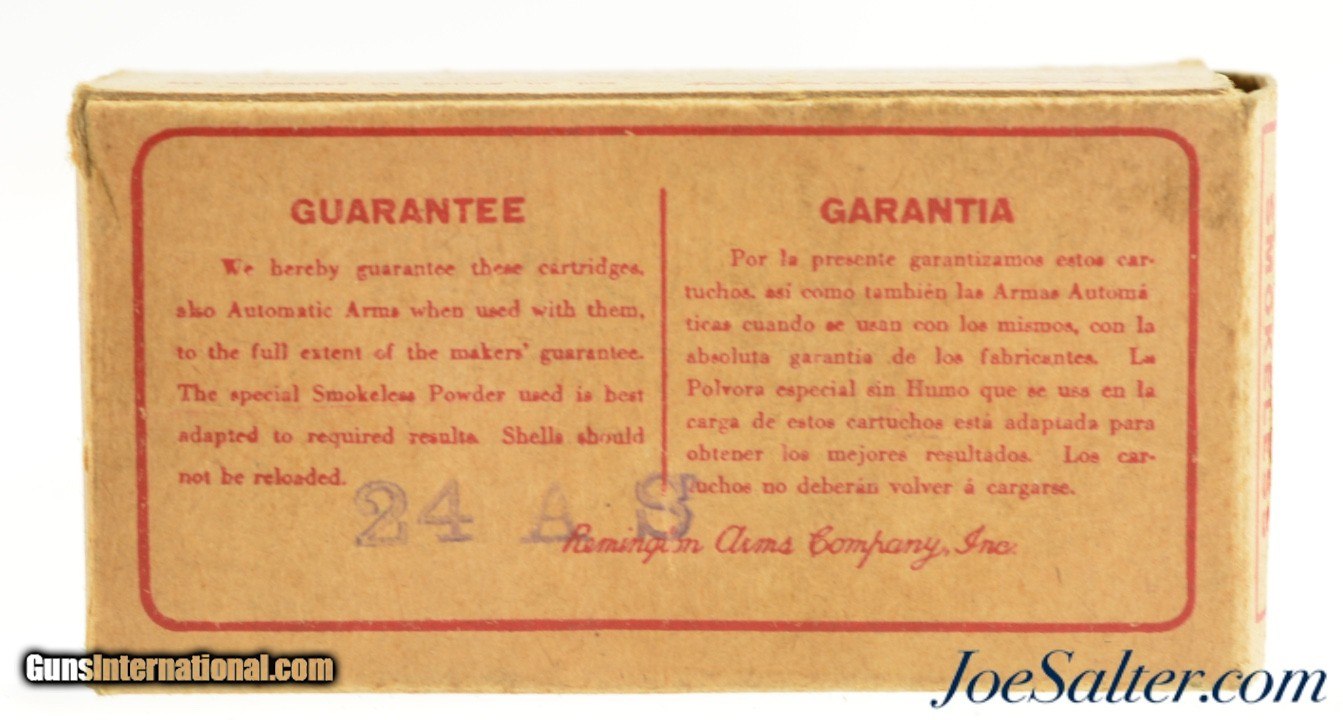 GUARANTEE
We hereby guarantee these cartridges,
also Automatic Arms when used with them,
to the full extent of the makers' guarantee.
The special Smokeless Powder used is best
adapted to required results. Shells should
not be reloaded.
GARANTIA
Por la presente garantizamos estos car-
tuchos, así como también las Armas Automá
ticas cuando se usan con los mismos, con la
absoluta garantía de los fabricantes. La
Polvora especial sin Humo que se usa en la
carga de estos cartuchos está adaptada para
obtener los mejores resultados. Los car-
tuchos no deberán volver á cargarse.
24 A S
Remington Arms Company, Inc.
SMOKELESS
GunsInternational.com
JoeSalter.com